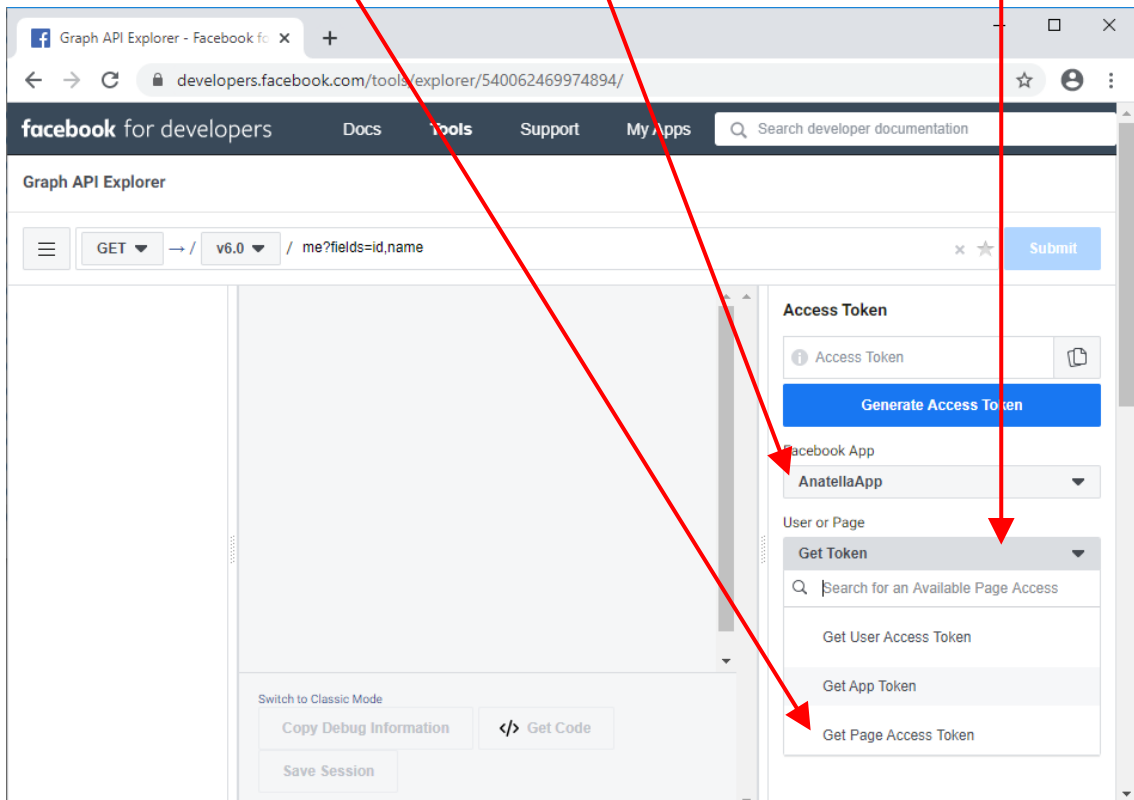 Graph API Explorer - Facebook fo
developers.facebook.com/tools/explorer/540062469974894/
facebook for developers Docs Tools Support My Apps Search developer documentation
Graph API Explorer
GET → / v6.0 / me?fields=id,name Submit
Access Token
Access Token
Generate Access Token
Facebook App
AnatellaApp
User or Page
Get Token
Search for an Available Page Access
Get User Access Token
Get App Token
Get Page Access Token
Switch to Classic Mode
Copy Debug Information </> Get Code
Save Session